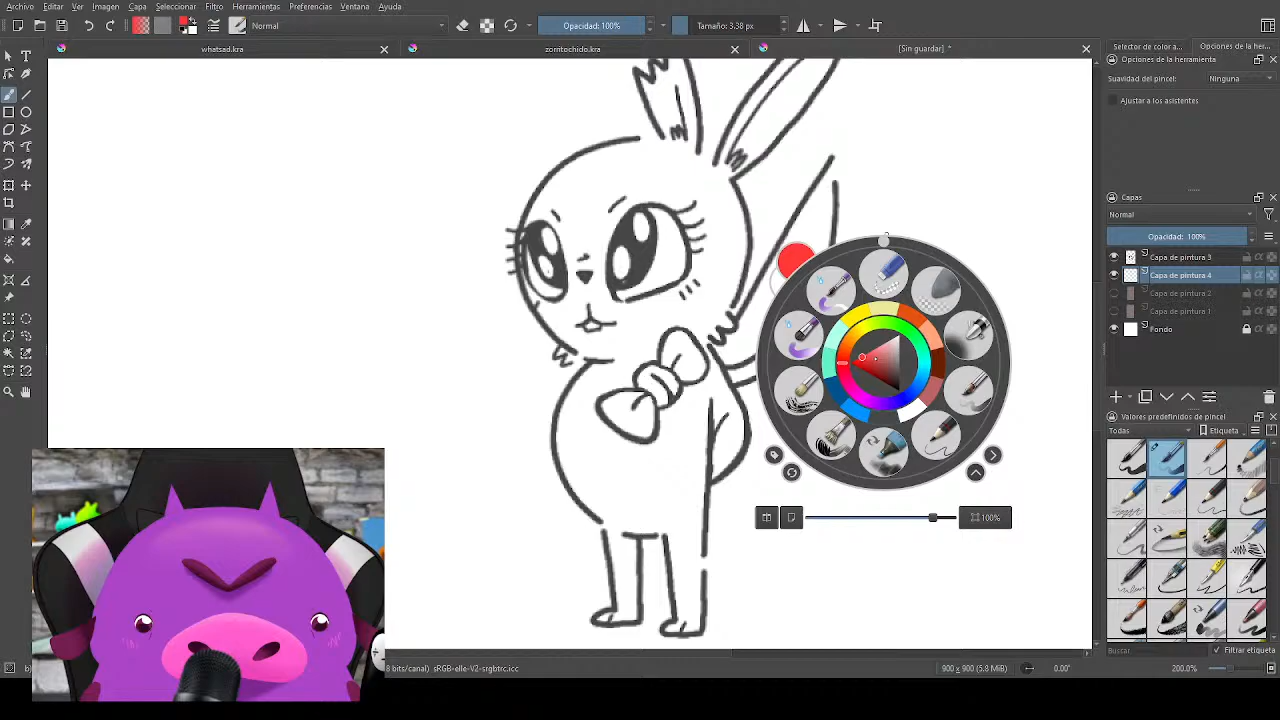 Archivo Editar Ver Imagen Capa Seleccionar Filtros Herramientas Preferencias Ventana Ayuda
Normal Opacidad: 100% Tamaño: 3.38 px
whatsad.kra zorritochido.kra [Sin guardar] *
Selector de color a... Opciones de la her...
Opciones de la herramienta
Suavidad del pincel: Ninguna
Ajustar a los asistentes
Capas
Normal
Opacidad: 100%
Capa de pintura 3
Capa de pintura 4
Capa de pintura 2
Capa de pintura 1
Fondo
Valores predefinidos de pincel
Todas Etiqueta
100%
Buscar Filtrar etiqueta
8 bits/canal) sRGB-elle-V2-srgbtrc.icc 900 x 900 (5.8 MiB) 0.00° 200.0%